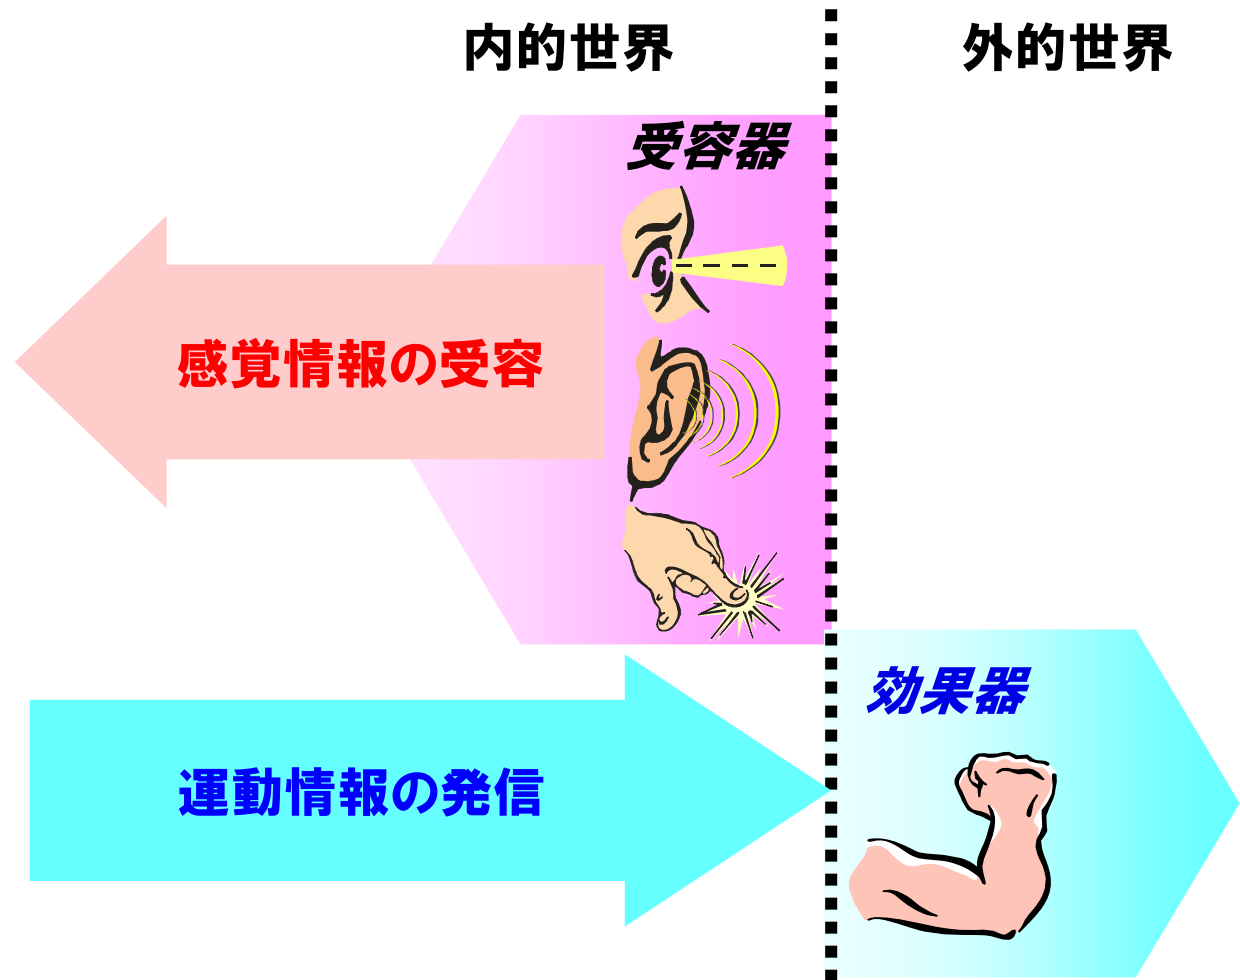 内的世界
外的世界
受容器
感覚情報の受容
効果器
運動情報の発信